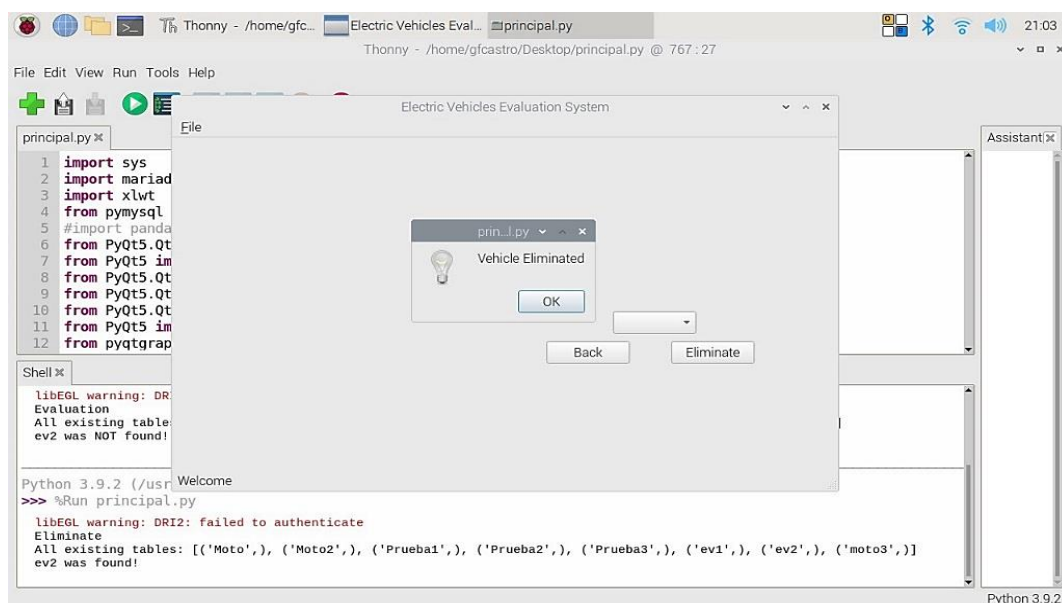 Thonny - /home/gfc...
Electric Vehicles Eval...
principal.py
21:03
Thonny - /home/gfcastro/Desktop/principal.py @ 767:27
File Edit View Run Tools Help
Electric Vehicles Evaluation System
File
principal.py
Assistant
1 import sys
2 import mariad
3 import xlwt
4 from pymysql
5 #import panda
6 from PyQt5.Qt
7 from PyQt5 im
8 from PyQt5.Qt
9 from PyQt5.Qt
10 from PyQt5.Qt
11 from PyQt5 im
12 from pyqtgrap
prin...l.py
Vehicle Eliminated
OK
Back
Eliminate
Welcome
Shell
libEGL warning: DR
Evaluation
All existing table
ev2 was NOT found!
Python 3.9.2 (/usr
>>> %Run principal.py
libEGL warning: DRI2: failed to authenticate
Eliminate
All existing tables: [('Moto',), ('Moto2',), ('Prueba1',), ('Prueba2',), ('Prueba3',), ('ev1',), ('ev2',), ('moto3',)]
ev2 was found!
Python 3.9.2